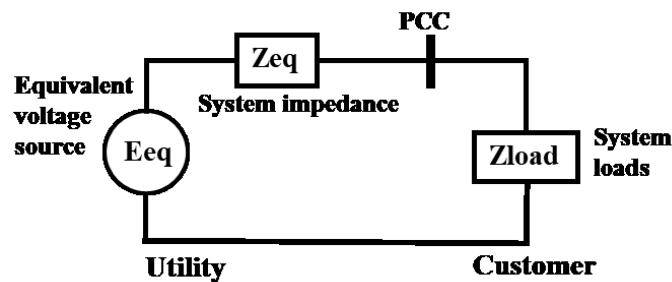 PCC
Zeq
System impedance
Equivalent
voltage
source
Eeq
Zload
System
loads
Utility
Customer